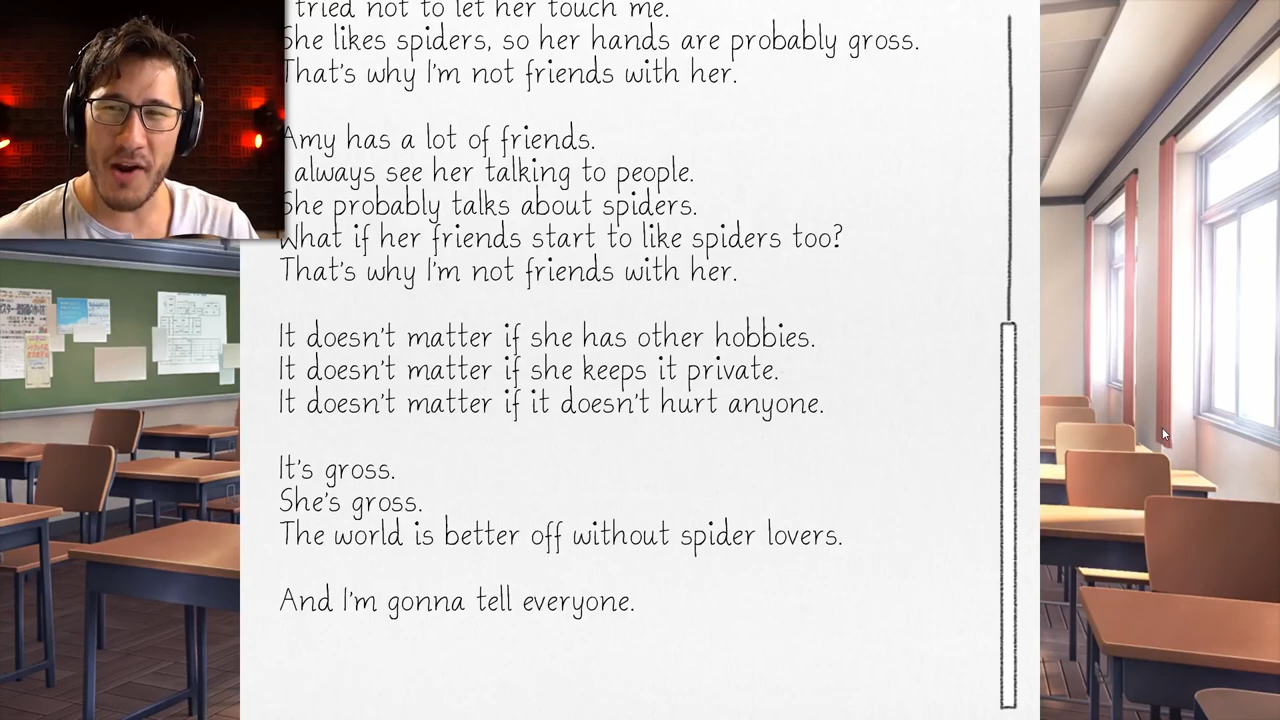 tried not to let her touch me.
She likes spiders, so her hands are probably gross.
That's why I'm not friends with her.
Amy has a lot of friends.
always see her talking to people.
She probably talks about spiders.
What if her friends start to like spiders too?
That's why I'm not friends with her.
It doesn't matter if she has other hobbies.
It doesn't matter if she keeps it private.
It doesn't matter if it doesn't hurt anyone.
It's gross.
She's gross.
The world is better off without spider lovers.
And I'm gonna tell everyone.